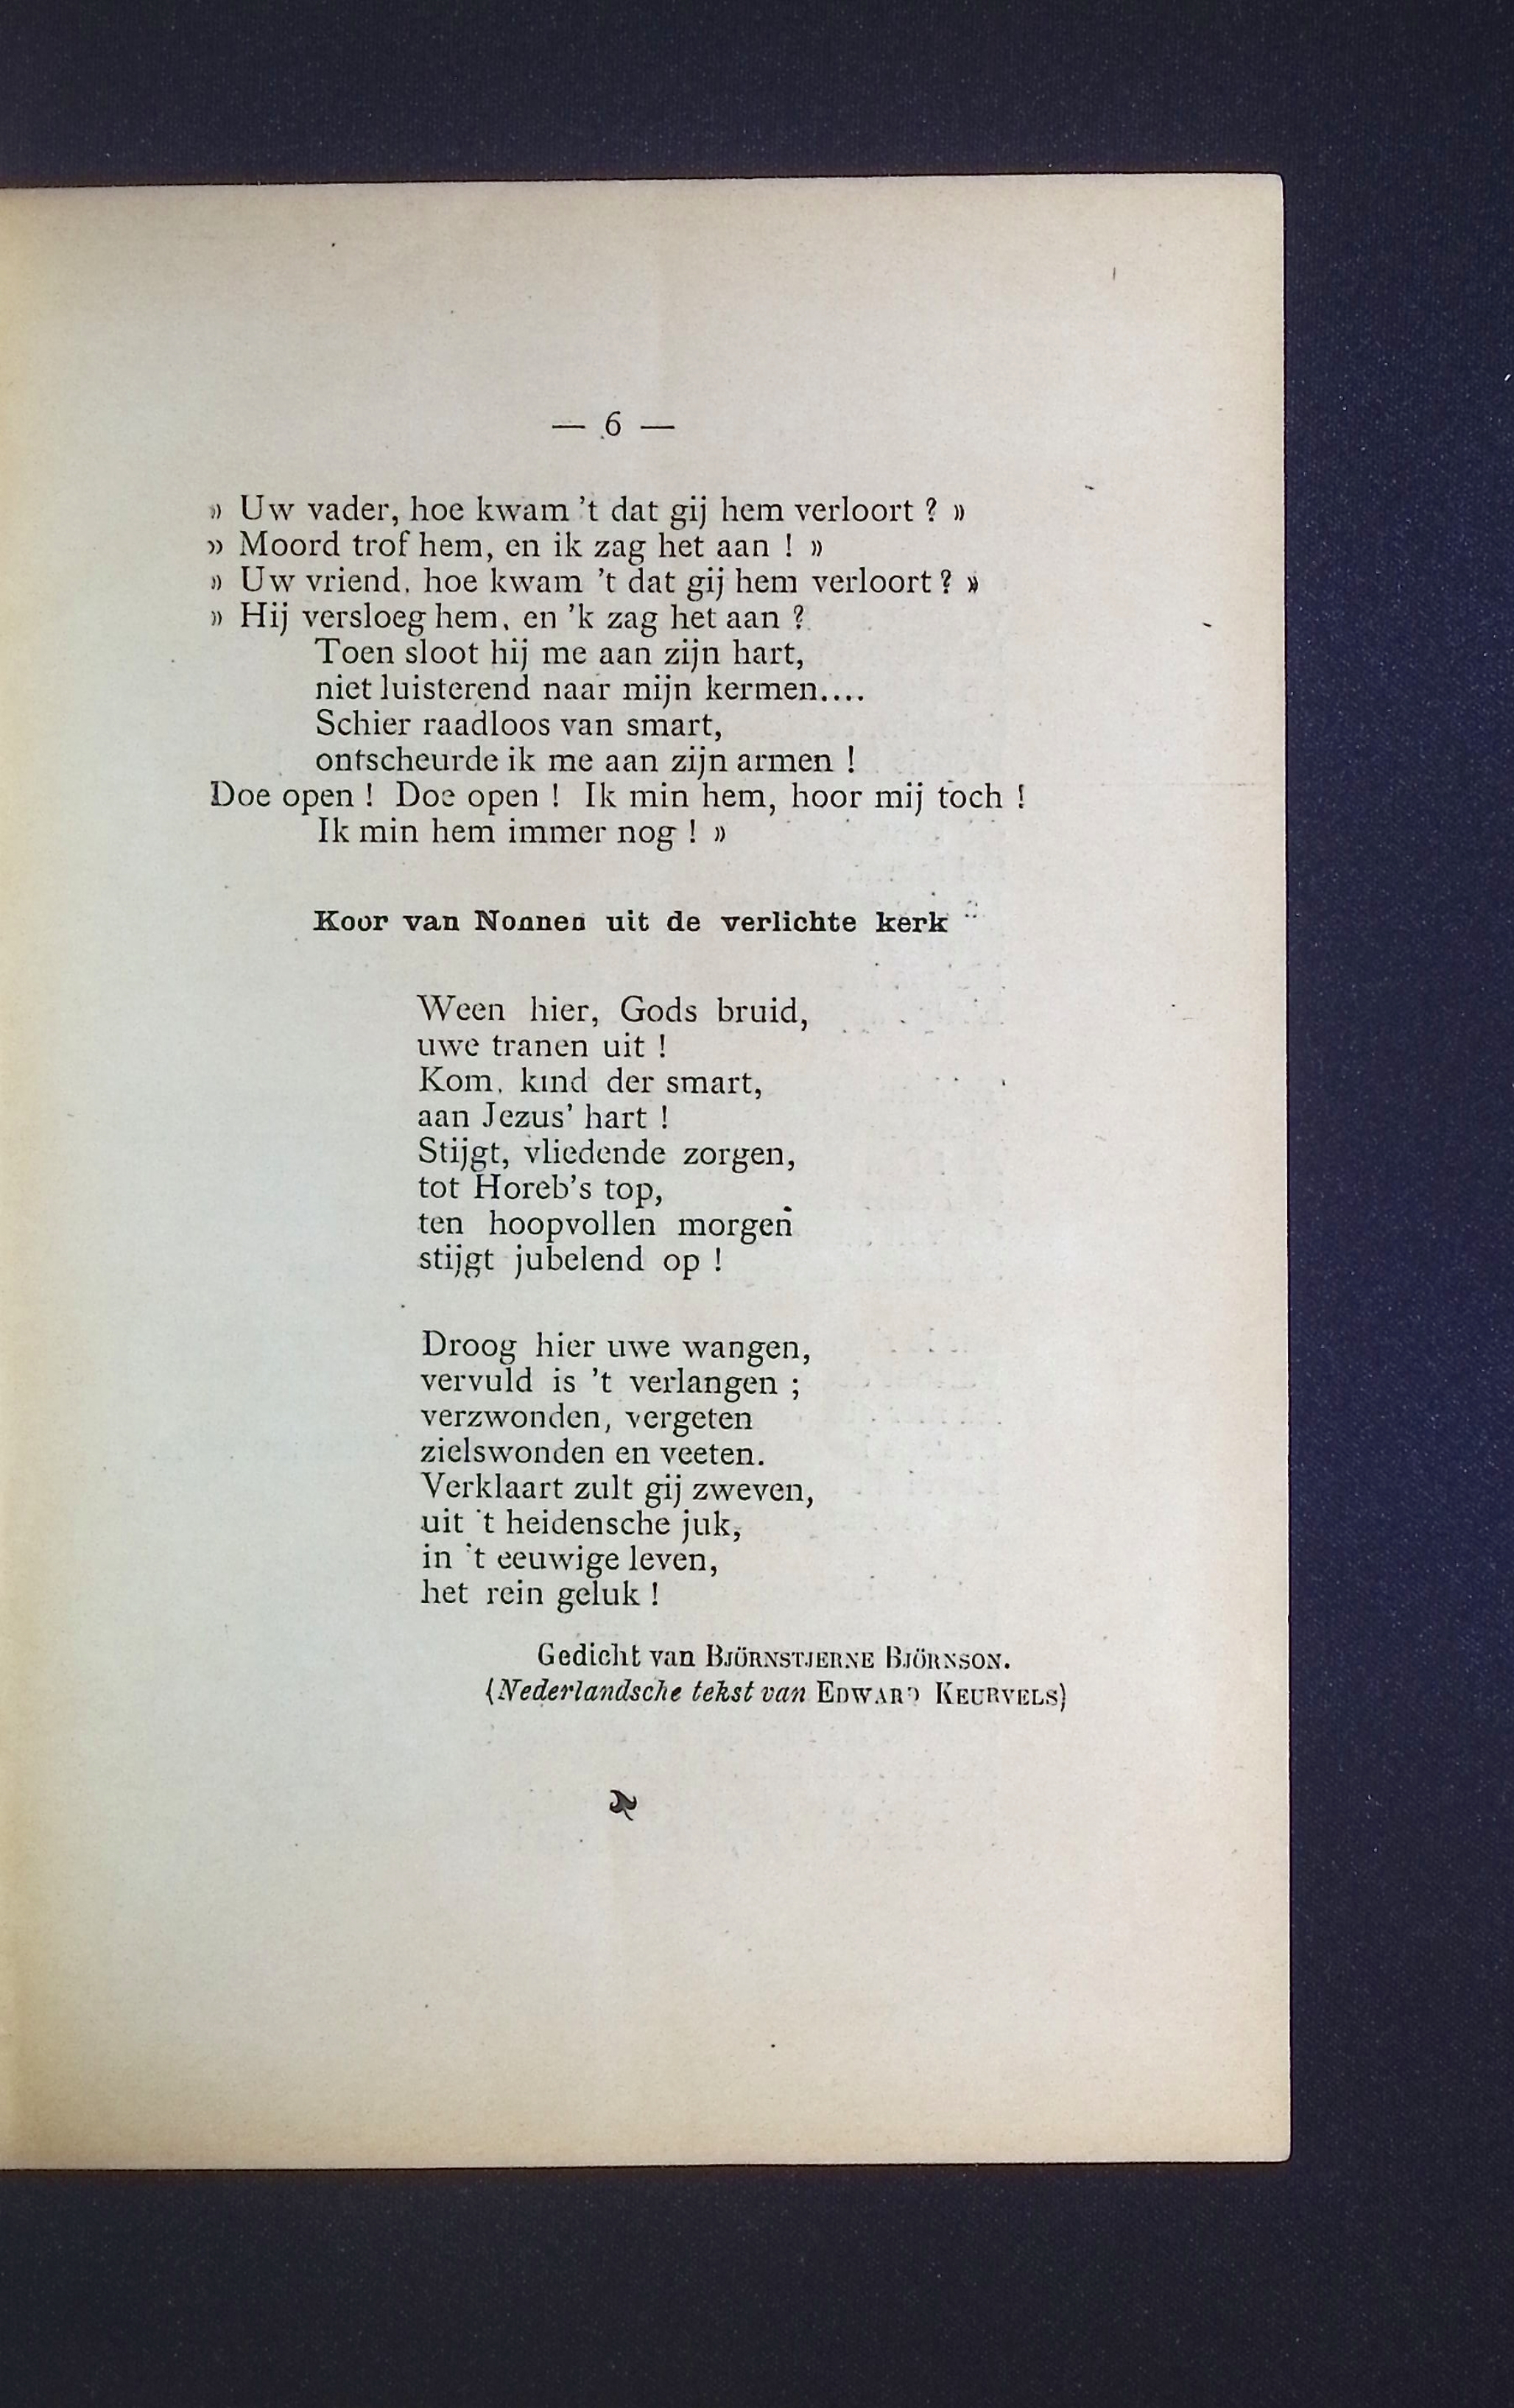 — 6 —
» Uw vader, hoe kwam 't dat gij hem verloort ? »
» Moord trof hem, en ik zag het aan ! »
» Uw vriend, hoe kwam 't dat gij hem verloort ? »
» Hij versloeg hem, en 'k zag het aan ?
Toen sloot hij me aan zijn hart,
niet luisterend naar mijn kermen....
Schier raadloos van smart,
ontscheurde ik me aan zijn armen !
Doe open ! Doe open ! Ik min hem, hoor mij toch !
Ik min hem immer nog ! »
Koor van Nonnen uit de verlichte kerk
Ween hier, Gods bruid,
uwe tranen uit !
Kom, kind der smart,
aan Jezus' hart !
Stijgt, vliedende zorgen,
tot Horeb's top,
ten hoopvollen morgen
stijgt jubelend op !
Droog hier uwe wangen,
vervuld is 't verlangen ;
verzwonden, vergeten
zielswonden en veeten.
Verklaart zult gij zweven,
uit 't heidensche juk,
in 't eeuwige leven,
het rein geluk !
Gedicht van BJÖRNSTJERNE BJÖRNSON.
(Nederlandsche tekst van EDWARD KEURVELS)